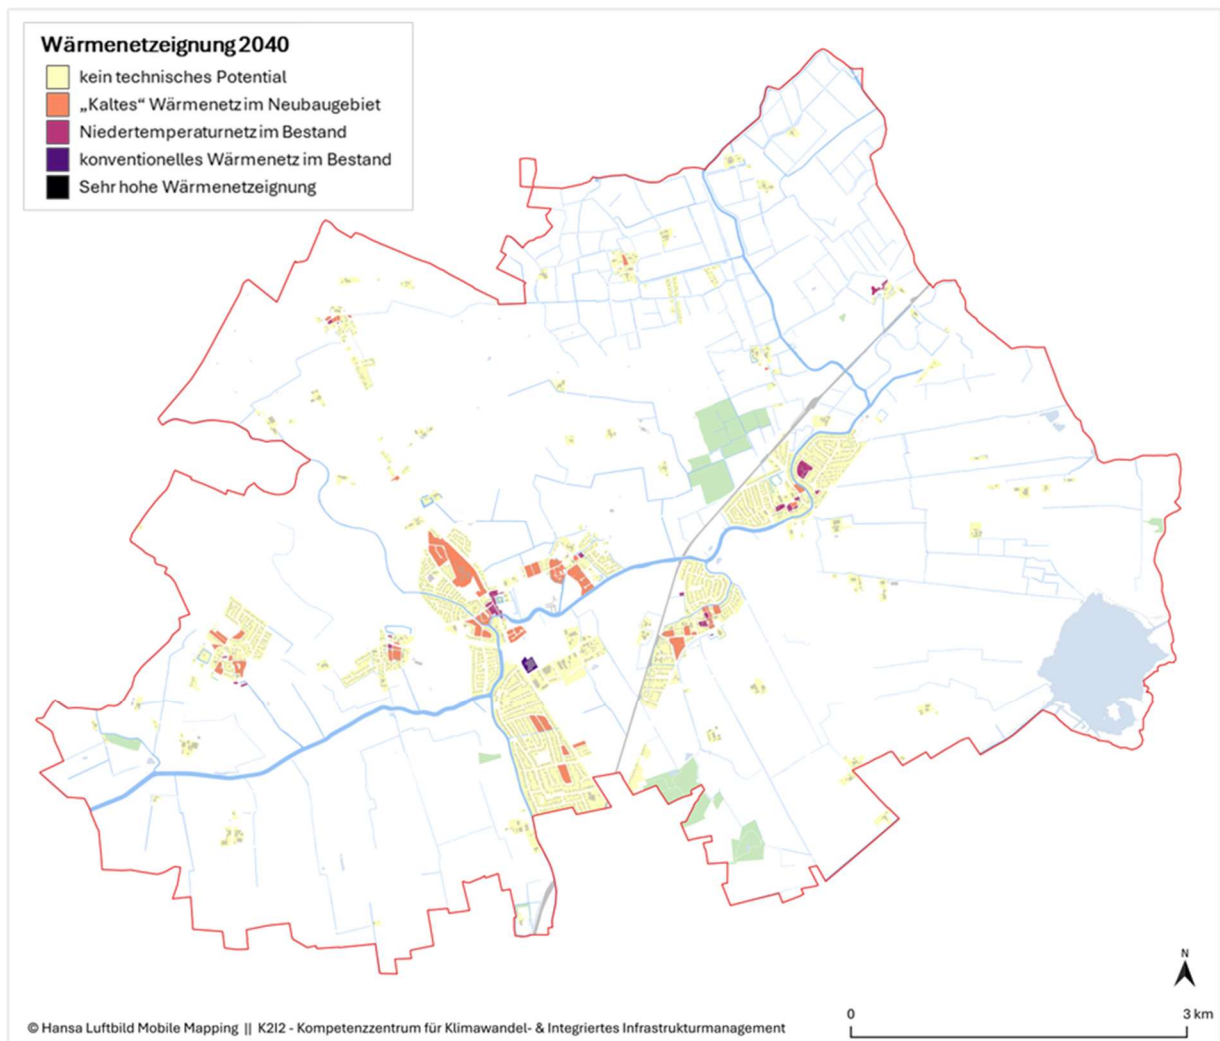 Wärmenetzeignung 2040
kein technisches Potential
„Kaltes“ Wärmenetz im Neubaugebiet
Niedertemperaturnetz im Bestand
konventionelles Wärmenetz im Bestand
Sehr hohe Wärmenetzeignung
N
0 3 km
© Hansa Luftbild Mobile Mapping || K2I2 - Kompetenzzentrum für Klimawandel- & Integriertes Infrastrukturmanagement